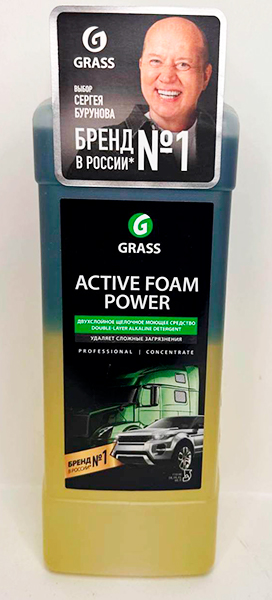 GRASS
ВЫБОР
СЕРГЕЯ
БУРУНОВА
БРЕНД
В РОССИИ*
№1
GRASS
ACTIVE FOAM
POWER
ДВУХСЛОЙНОЕ ЩЕЛОЧНОЕ МОЮЩЕЕ СРЕДСТВО
DOUBLE-LAYER ALKALINE DETERGENT
УДАЛЯЕТ СЛОЖНЫЕ ЗАГРЯЗНЕНИЯ
PROFESSIONAL | CONCENTRATE
БРЕНД
В РОССИИ*
№1